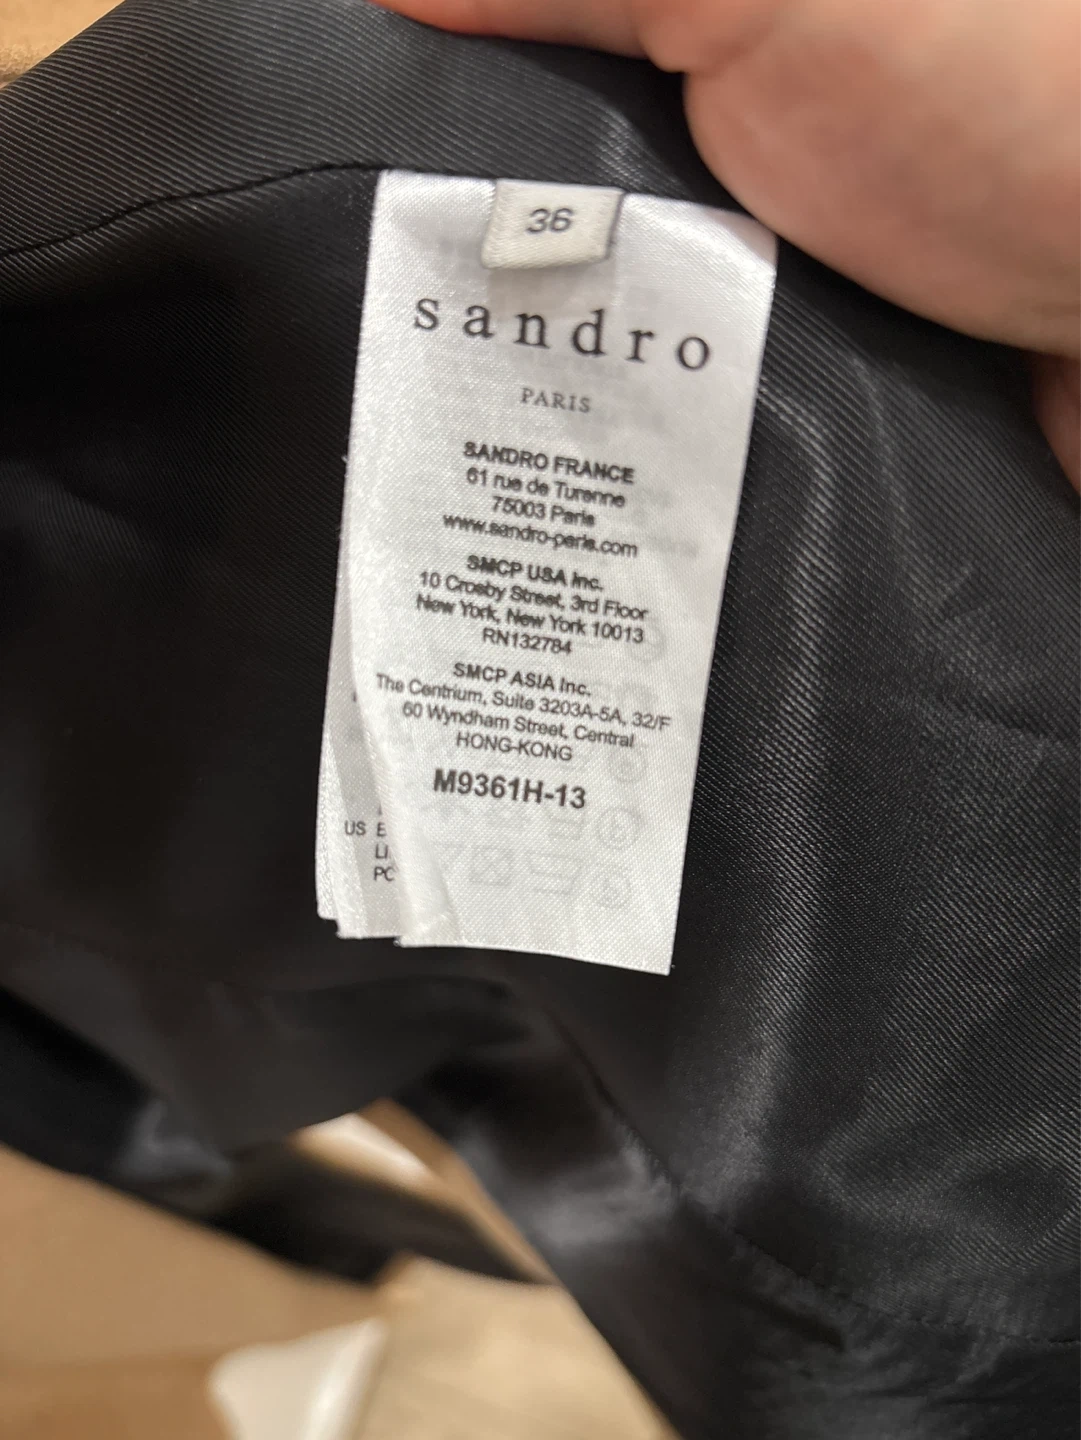 36
sandro
PARIS
SANDRO FRANCE
61 rue de Turenne
75003 Paris
www.sandro-paris.com
SMCP USA Inc.
10 Crosby Street, 3rd Floor
New York, New York 10013
RN132784
SMCP ASIA Inc.
The Centrium, Suite 3203A-5A, 32/F
60 Wyndham Street, Central
HONG-KONG
M9361H-13
US E
LI
PC